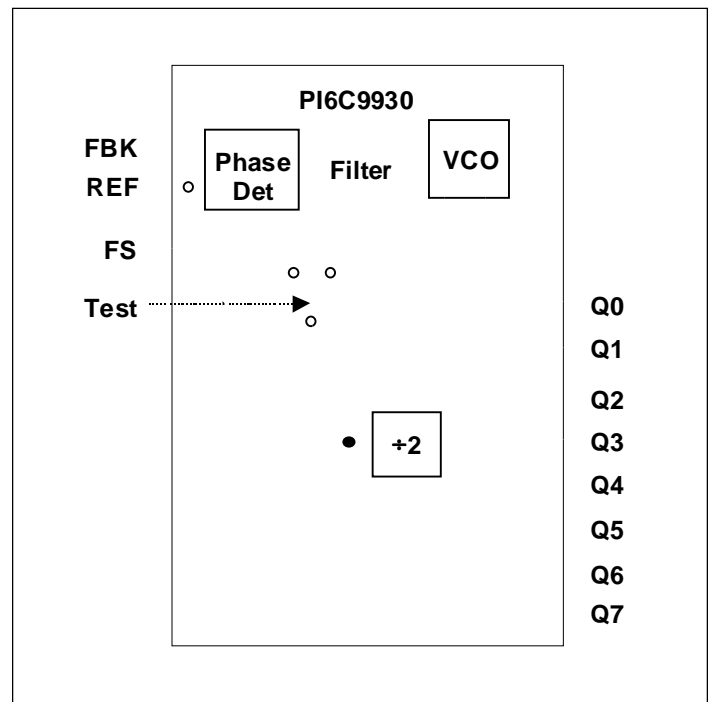 PI6C9930
FBK
REF
Phase
Det
Filter
VCO
FS
Test
Q0
Q1
Q2
÷2
Q3
Q4
Q5
Q6
Q7